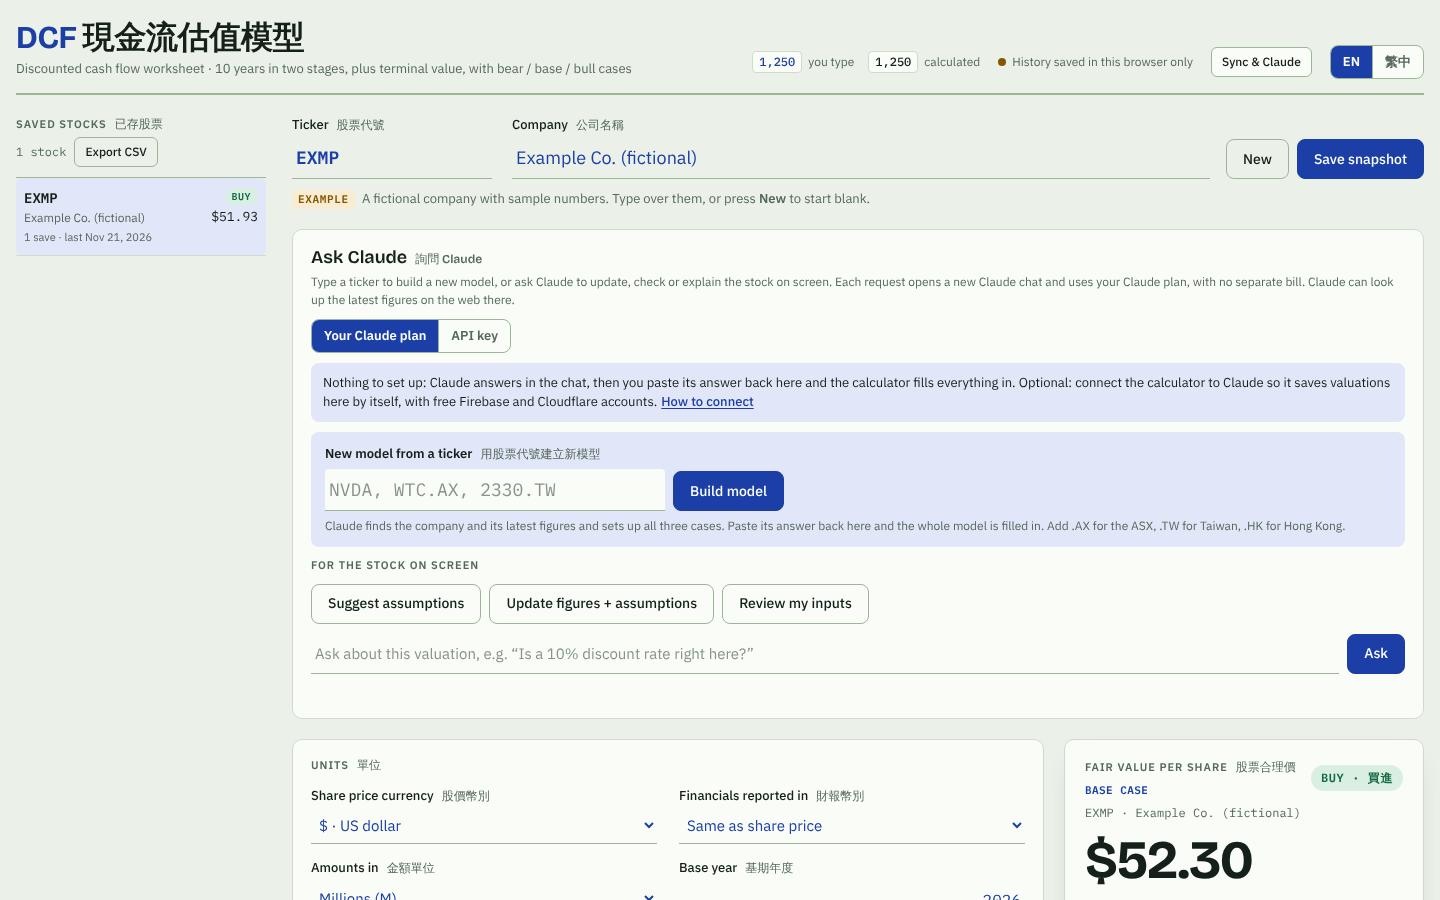 DCF 現金流估值模型
Discounted cash flow worksheet · 10 years in two stages, plus terminal value, with bear / base / bull cases
1,250 you type 1,250 calculated History saved in this browser only Sync & Claude EN 繁中
SAVED STOCKS 已存股票
1 stock Export CSV
EXMP BUY
Example Co. (fictional) $51.93
1 save · last Nov 21, 2026
Ticker 股票代號 Company 公司名稱
EXMP Example Co. (fictional) New Save snapshot
EXAMPLE A fictional company with sample numbers. Type over them, or press New to start blank.
Ask Claude 詢問 Claude
Type a ticker to build a new model, or ask Claude to update, check or explain the stock on screen. Each request opens a new Claude chat and uses your Claude plan, with no separate bill. Claude can look
up the latest figures on the web there.
Your Claude plan API key
Nothing to set up: Claude answers in the chat, then you paste its answer back here and the calculator fills everything in. Optional: connect the calculator to Claude so it saves valuations
here by itself, with free Firebase and Cloudflare accounts. How to connect
New model from a ticker 用股票代號建立新模型
NVDA, WTC.AX, 2330.TW Build model
Claude finds the company and its latest figures and sets up all three cases. Paste its answer back here and the whole model is filled in. Add .AX for the ASX, .TW for Taiwan, .HK for Hong Kong.
FOR THE STOCK ON SCREEN
Suggest assumptions Update figures + assumptions Review my inputs
Ask about this valuation, e.g. “Is a 10% discount rate right here?” Ask
UNITS 單位
Share price currency 股價幣別 Financials reported in 財報幣別
$ · US dollar Same as share price
Amounts in 金額單位 Base year 基期年度
Millions (M) 2026
FAIR VALUE PER SHARE 股票合理價 BUY · 買進
BASE CASE
EXMP · Example Co. (fictional)
$52.30